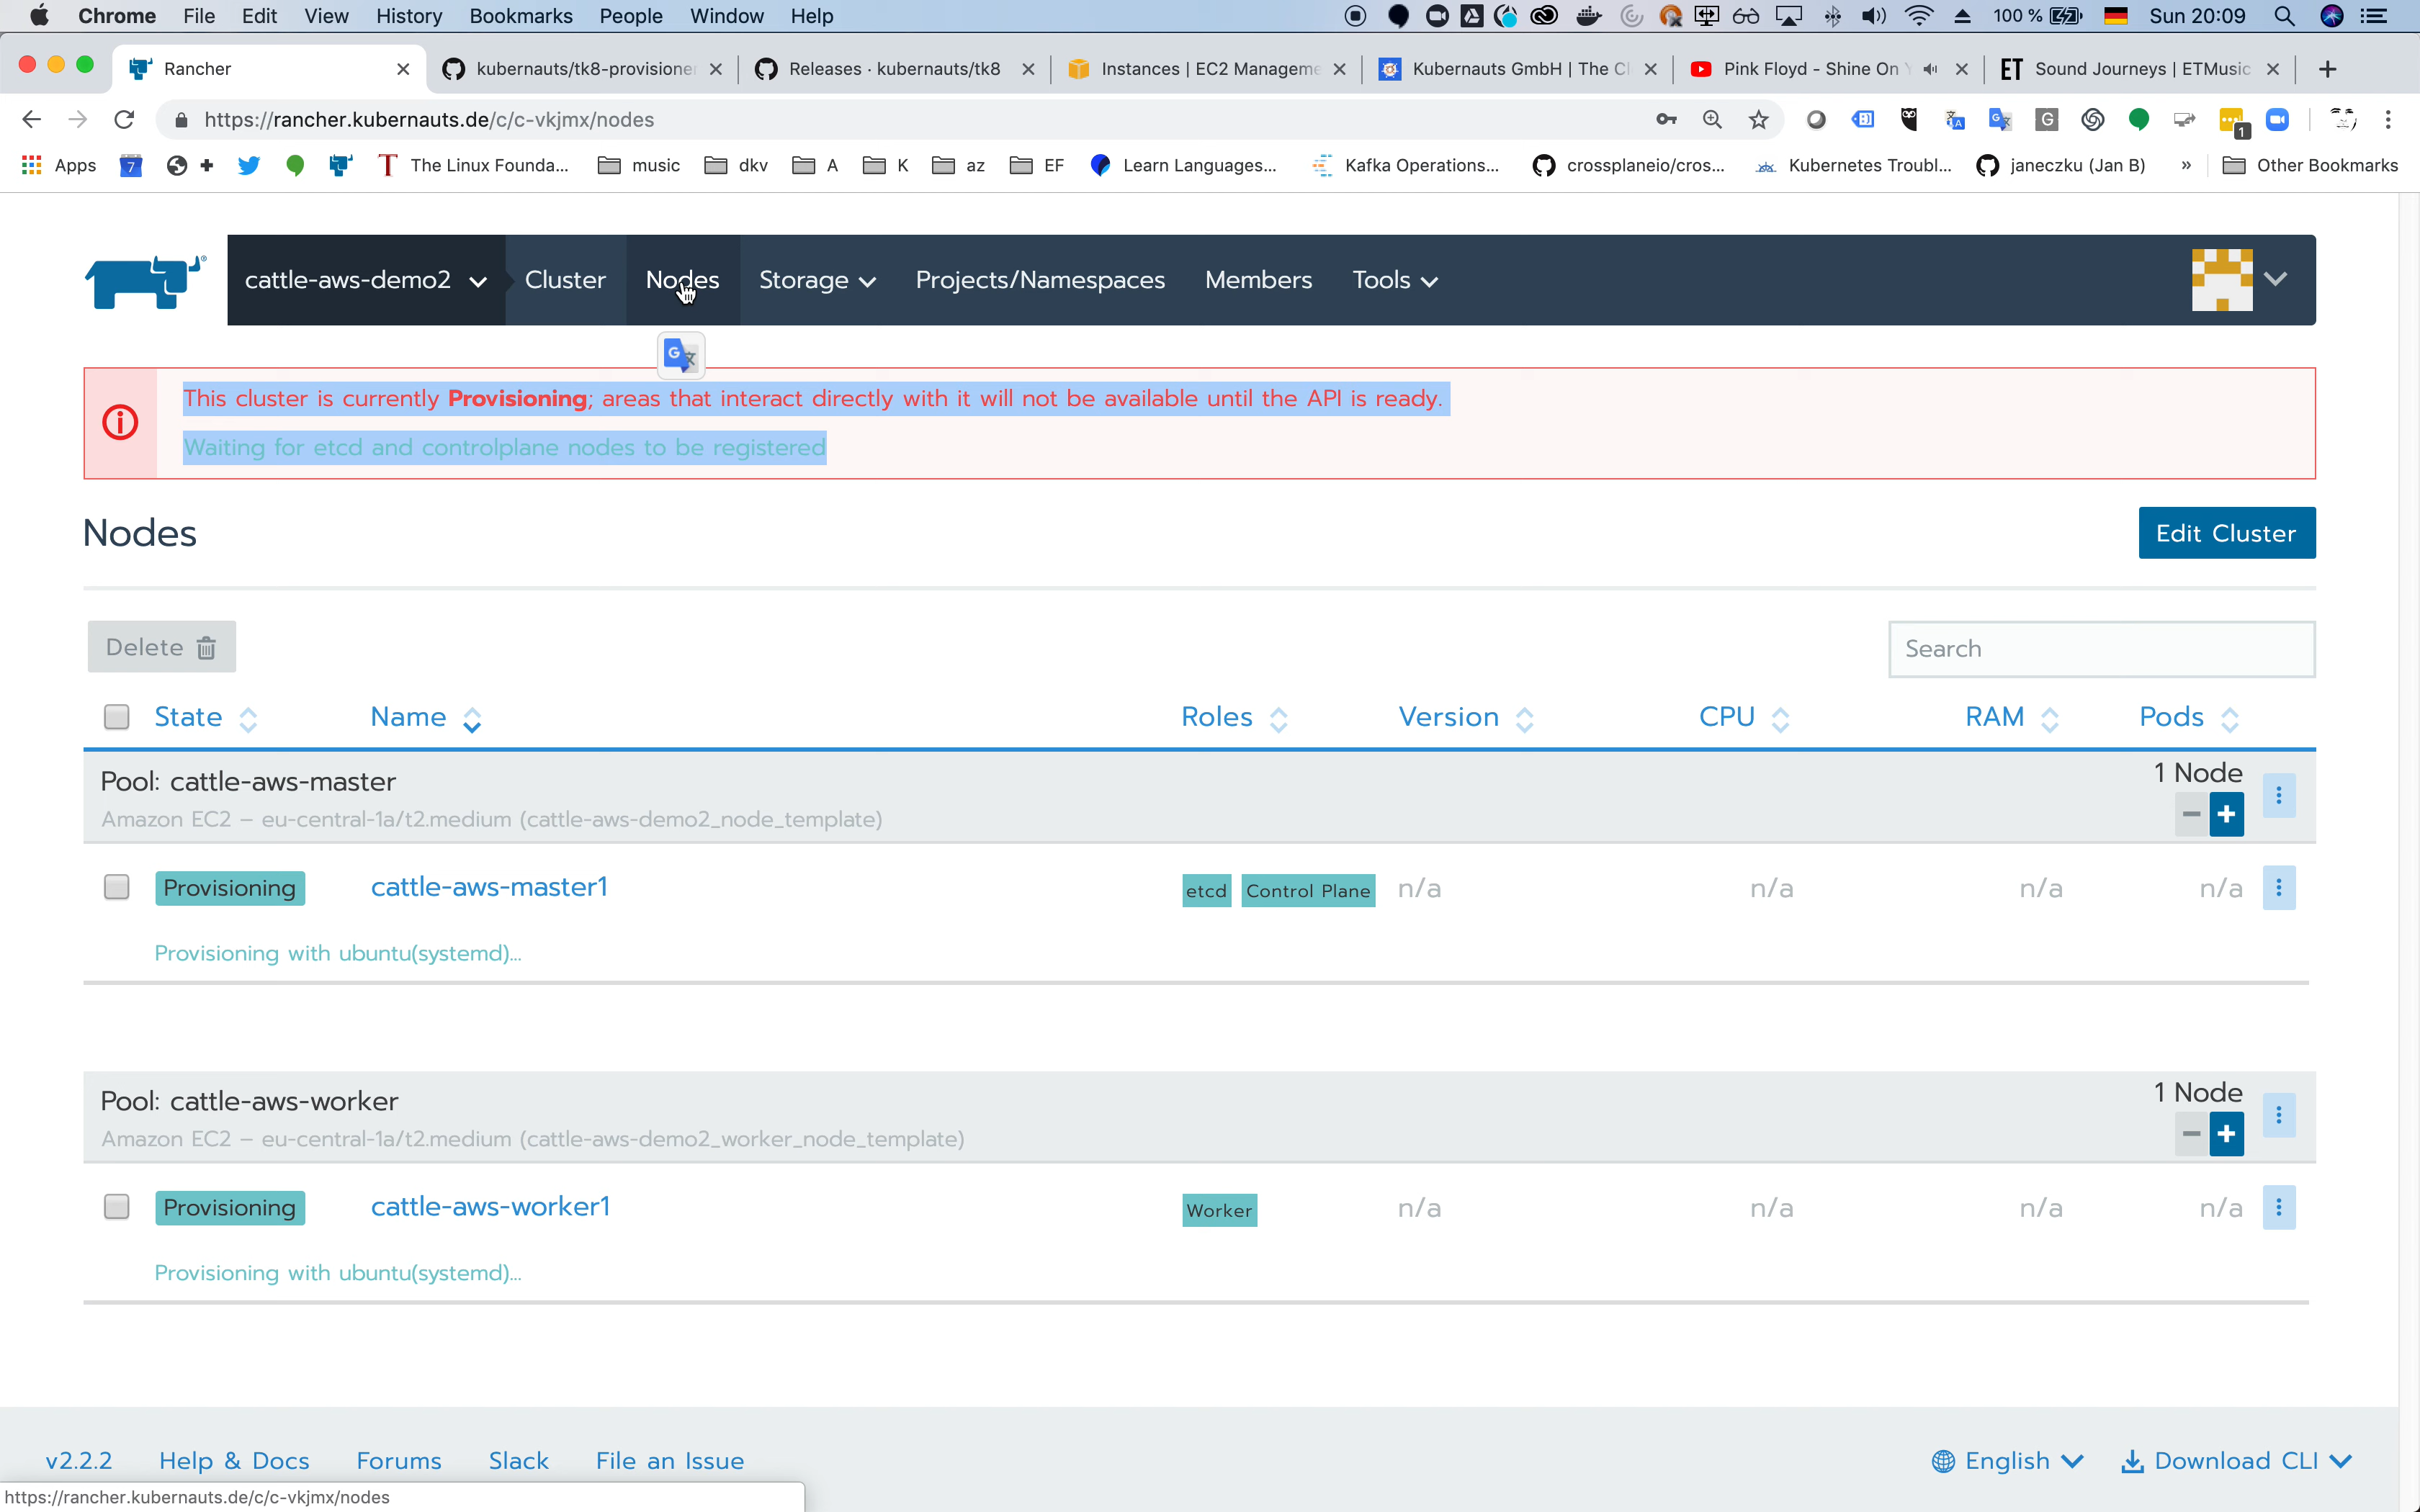 Chrome File Edit View History Bookmarks People Window Help 100 % Sun 20:09
Rancher kubernauts/tk8-provisioner Releases · kubernauts/tk8 Instances | EC2 Manageme Kubernauts GmbH | The Cl Pink Floyd - Shine On Y ET Sound Journeys | ETMusic
https://rancher.kubernauts.de/c/c-vkjmx/nodes
Apps 7 The Linux Founda... music dkv A K az EF Learn Languages... Kafka Operations... crossplaneio/cros... Kubernetes Troubl... janeczku (Jan B) » Other Bookmarks
cattle-aws-demo2 Cluster Nodes Storage Projects/Namespaces Members Tools
This cluster is currently Provisioning; areas that interact directly with it will not be available until the API is ready.
Waiting for etcd and controlplane nodes to be registered
Nodes
Edit Cluster
Delete
Search
State Name Roles Version CPU RAM Pods
Pool: cattle-aws-master 1 Node
Amazon EC2 – eu-central-1a/t2.medium (cattle-aws-demo2_node_template)
Provisioning cattle-aws-master1 etcd Control Plane n/a n/a n/a n/a
Provisioning with ubuntu(systemd)...
Pool: cattle-aws-worker 1 Node
Amazon EC2 – eu-central-1a/t2.medium (cattle-aws-demo2_worker_node_template)
Provisioning cattle-aws-worker1 Worker n/a n/a n/a n/a
Provisioning with ubuntu(systemd)...
v2.2.2 Help & Docs Forums Slack File an Issue English Download CLI
https://rancher.kubernauts.de/c/c-vkjmx/nodes